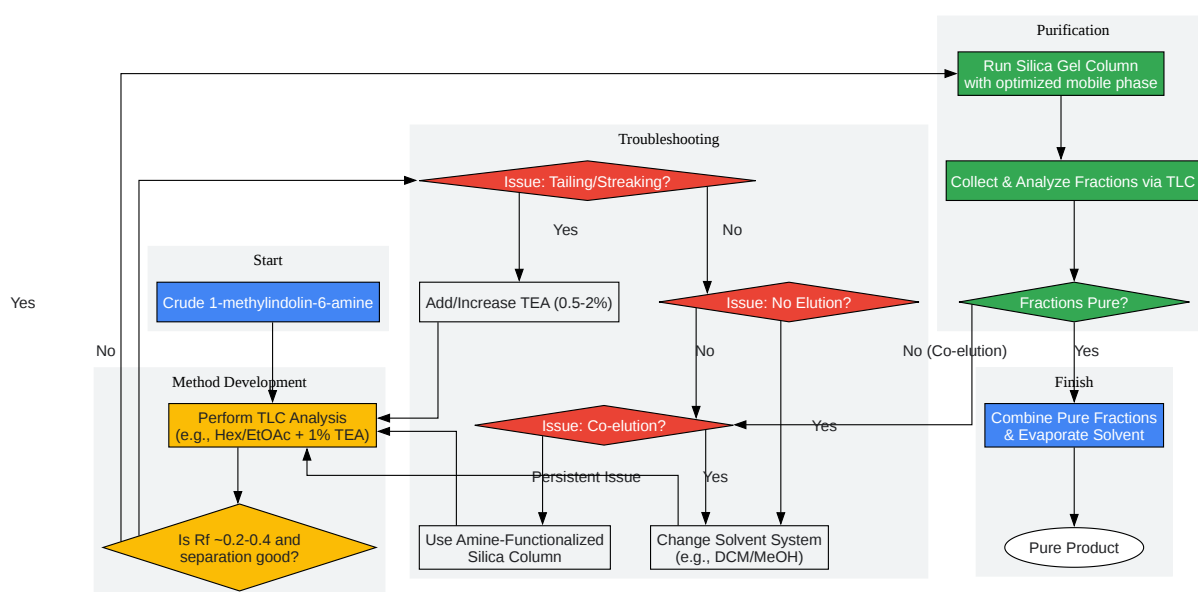 Purification
Run Silica Gel Column
with optimized mobile phase
Troubleshooting
Issue: Tailing/Streaking?
Collect & Analyze Fractions via TLC
Yes
No
Start
Crude 1-methylindolin-6-amine
Add/Increase TEA (0.5-2%)
Issue: No Elution?
Fractions Pure?
Yes
No
No
No (Co-elution)
Yes
Method Development
Finish
Perform TLC Analysis
(e.g., Hex/EtOAc + 1% TEA)
Issue: Co-elution?
Yes
Combine Pure Fractions
& Evaporate Solvent
Persistent Issue
Yes
Is Rf ~0.2-0.4 and
separation good?
Use Amine-Functionalized
Silica Column
Change Solvent System
(e.g., DCM/MeOH)
Pure Product